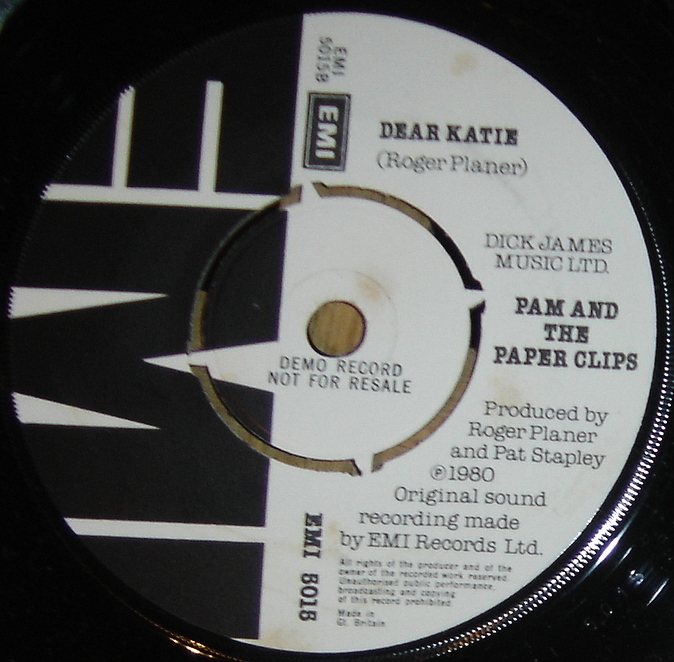 EMI
5015B
EMI
DEAR KATIE
(Roger Planer)
DICK JAMES
MUSIC LTD.
PAM AND
THE
PAPER CLIPS
DEMO RECORD
NOT FOR RESALE
Produced by
Roger Planer
and Pat Stapley
℗1980
Original sound
recording made
by EMI Records Ltd.
EMI 5018
All rights of the producer and of the
owner of the recorded work reserved.
Unauthorised public performance,
broadcasting and copying
of this record prohibited.
Made in
Gt. Britain
EMI